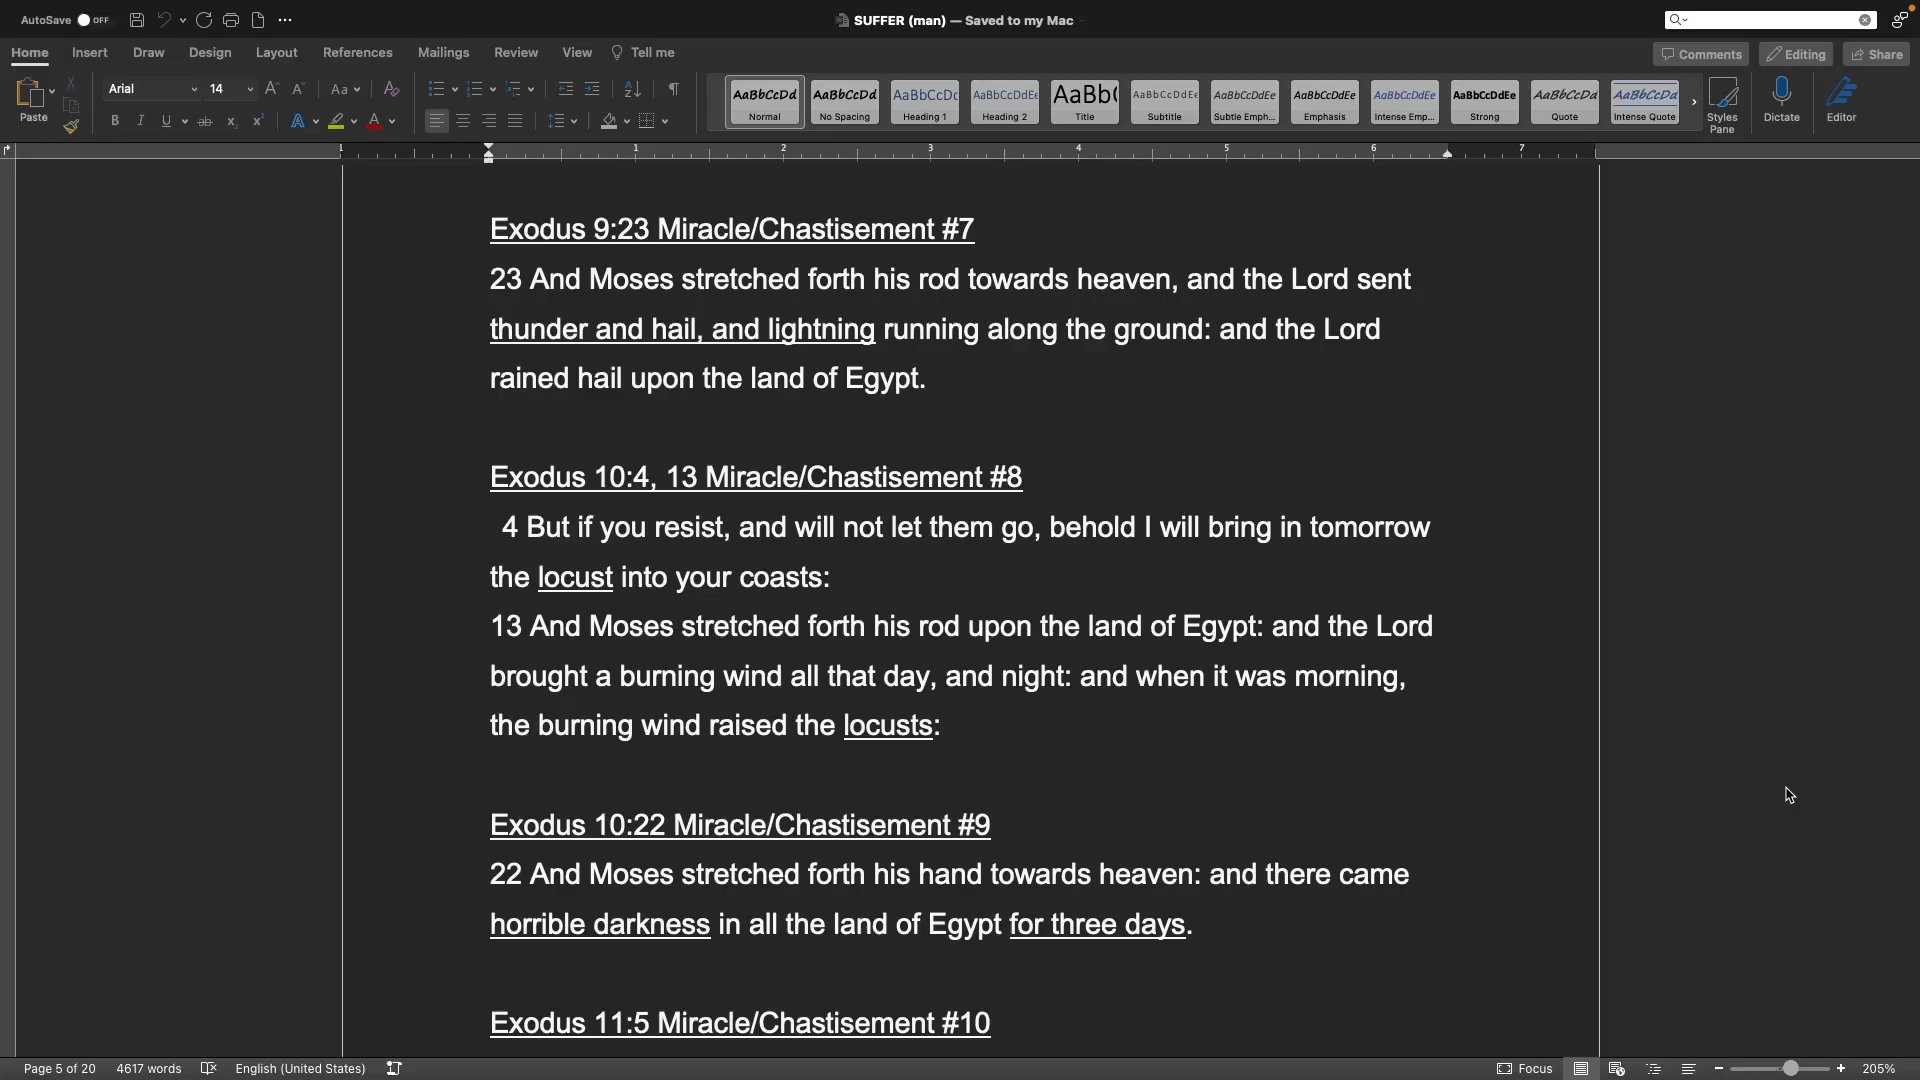 AutoSave OFF
SUFFER (man) — Saved to my Mac
Home Insert Draw Design Layout References Mailings Review View Tell me
Comments Editing Share
Paste
Arial 14
Aa
AaBbCcDd AaBbCcDd AaBbCcDc AaBbCcDdEe AaBb( AaBbCcDdEe AaBbCcDdEe AaBbCcDdEe AaBbCcDdEe AaBbCcDdEe AaBbCcDd AaBbCcDd
Normal No Spacing Heading 1 Heading 2 Title Subtitle Subtle Emph... Emphasis Intense Emp... Strong Quote Intense Quote
Styles Pane
Dictate
Editor
1 1 2 3 4 5 6 7
Exodus 9:23 Miracle/Chastisement #7
23 And Moses stretched forth his rod towards heaven, and the Lord sent
thunder and hail, and lightning running along the ground: and the Lord
rained hail upon the land of Egypt.
Exodus 10:4, 13 Miracle/Chastisement #8
4 But if you resist, and will not let them go, behold I will bring in tomorrow
the locust into your coasts:
13 And Moses stretched forth his rod upon the land of Egypt: and the Lord
brought a burning wind all that day, and night: and when it was morning,
the burning wind raised the locusts:
Exodus 10:22 Miracle/Chastisement #9
22 And Moses stretched forth his hand towards heaven: and there came
horrible darkness in all the land of Egypt for three days.
Exodus 11:5 Miracle/Chastisement #10
Page 5 of 20 4617 words English (United States) Focus 205%